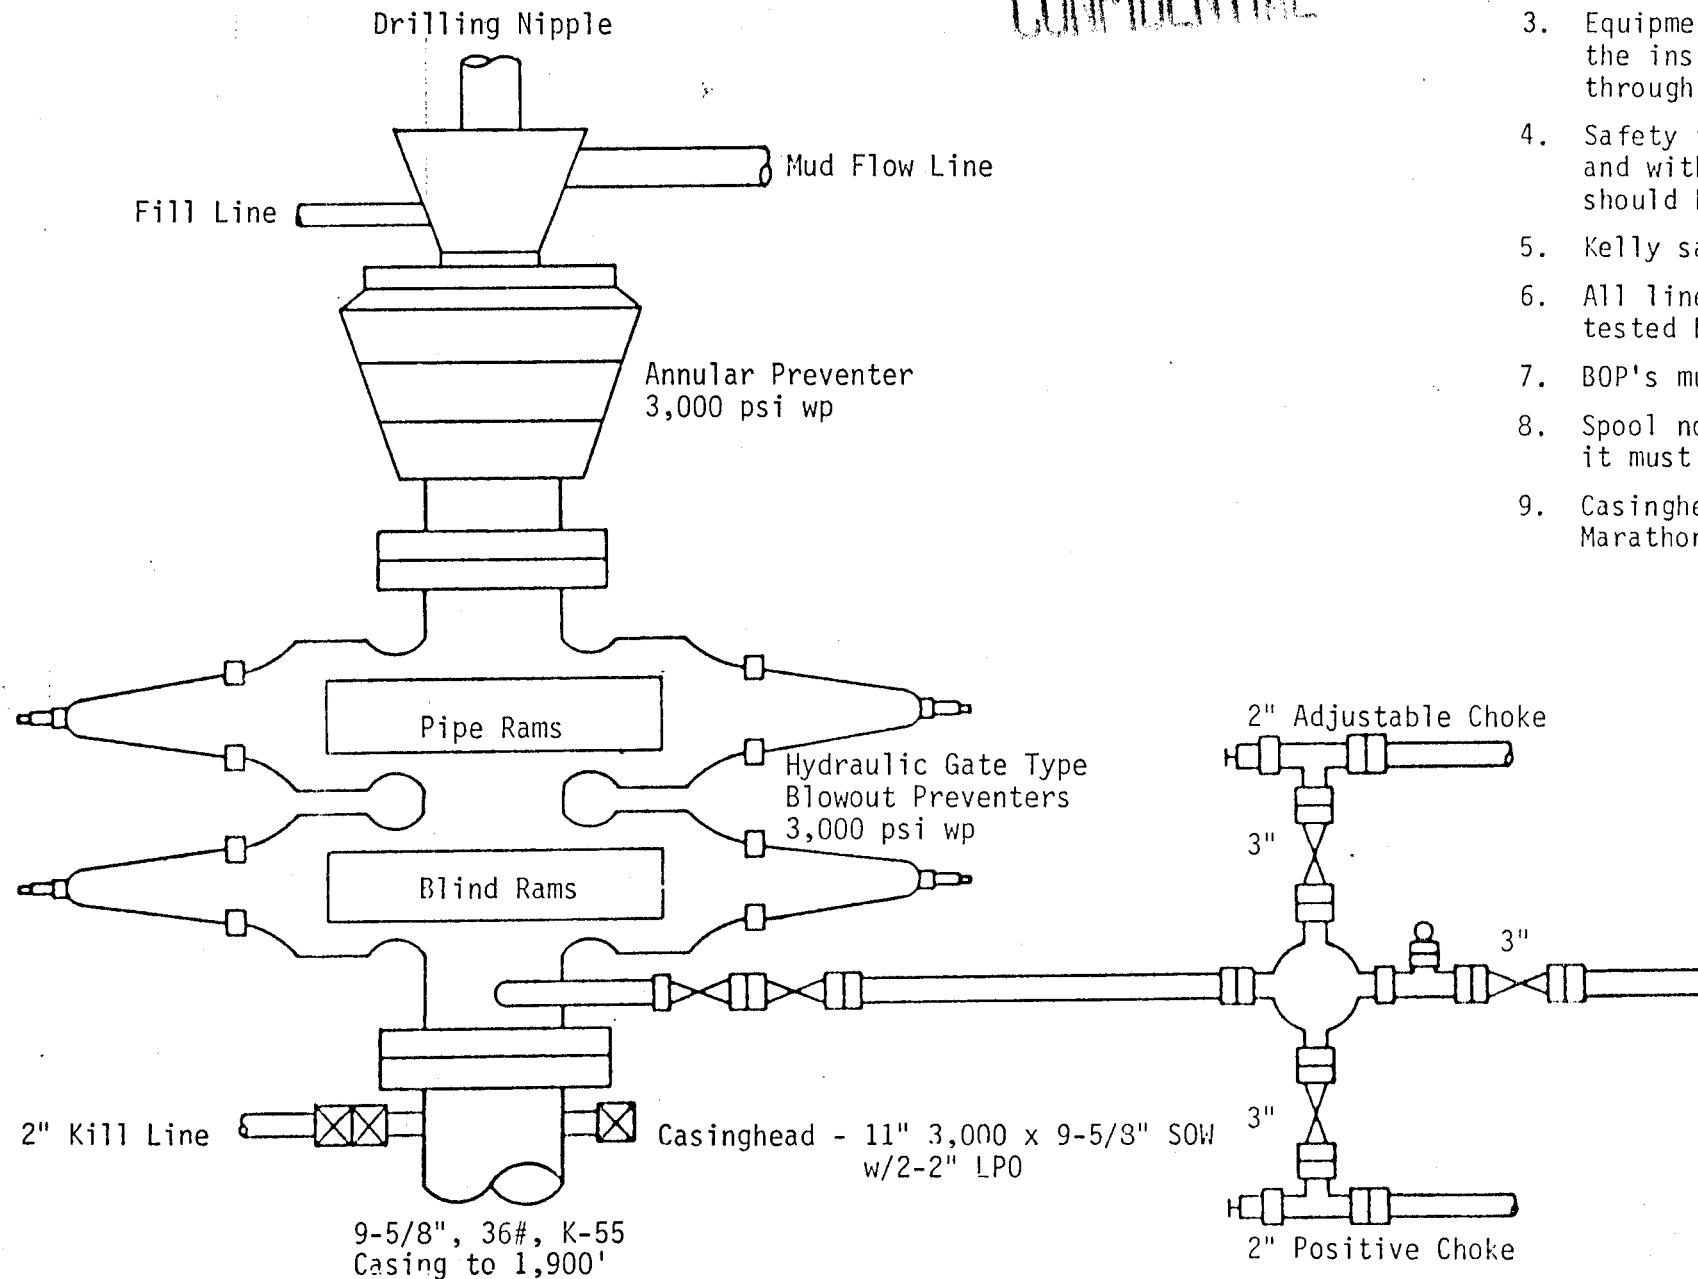 Drilling Nipple
CONFIDENTIAL
Mud Flow Line
Fill Line
Annular Preventer
3,000 psi wp
Pipe Rams
Hydraulic Gate Type
Blowout Preventers
3,000 psi wp
Blind Rams
2" Kill Line
Casinghead - 11" 3,000 x 9-5/8" SOW
w/2-2" LPO
9-5/8", 36#, K-55
Casing to 1,900'
2" Adjustable Choke
3"
3"
3"
2" Positive Choke
3. Equipme
the ins
through
4. Safety
and with
should
5. Kelly sa
6. All line
tested
7. BOP's mu
8. Spool no
it must
9. Casinghe
Marathon